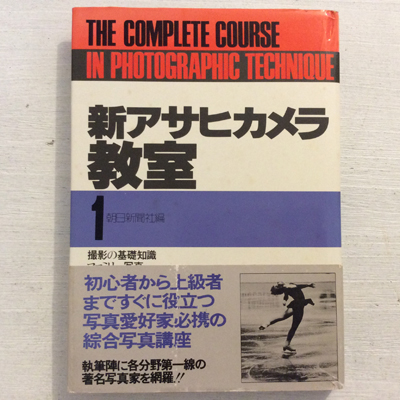 THE COMPLETE COURSE
IN PHOTOGRAPHIC TECHNIQUE
新アサヒカメラ
教室
1 朝日新聞社編
撮影の基礎知識
初心者から上級者
まですぐに役立つ
写真愛好家必携の
綜合写真講座
執筆陣に各分野第一線の
著名写真家を網羅!!